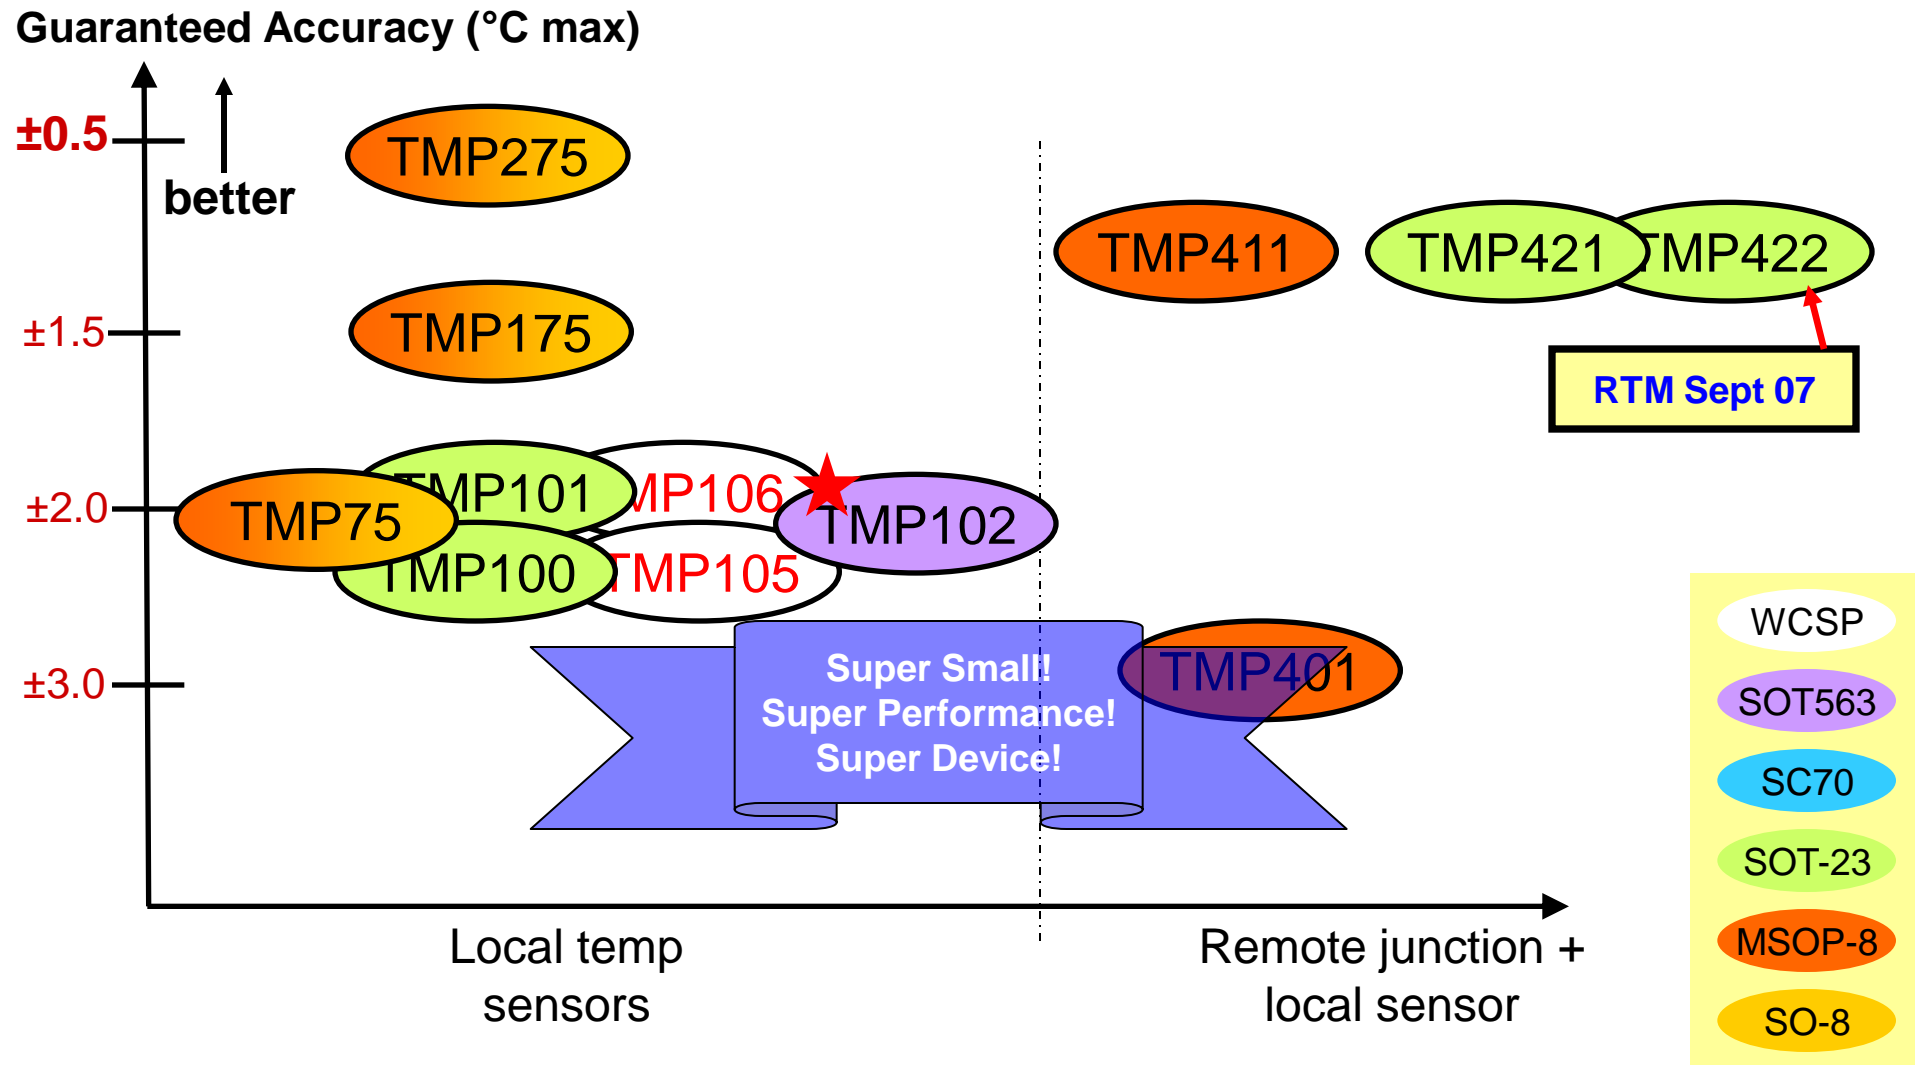 Guaranteed Accuracy (°C max)
±0.5
better
TMP275
TMP411
TMP421
TMP422
±1.5
TMP175
RTM Sept 07
TMP101
MP106
±2.0
TMP75
TMP102
TMP100
TMP105
Super Small!
Super Performance!
Super Device!
TMP401
±3.0
WCSP
SOT563
SC70
SOT-23
MSOP-8
SO-8
Local temp
sensors
Remote junction +
local sensor